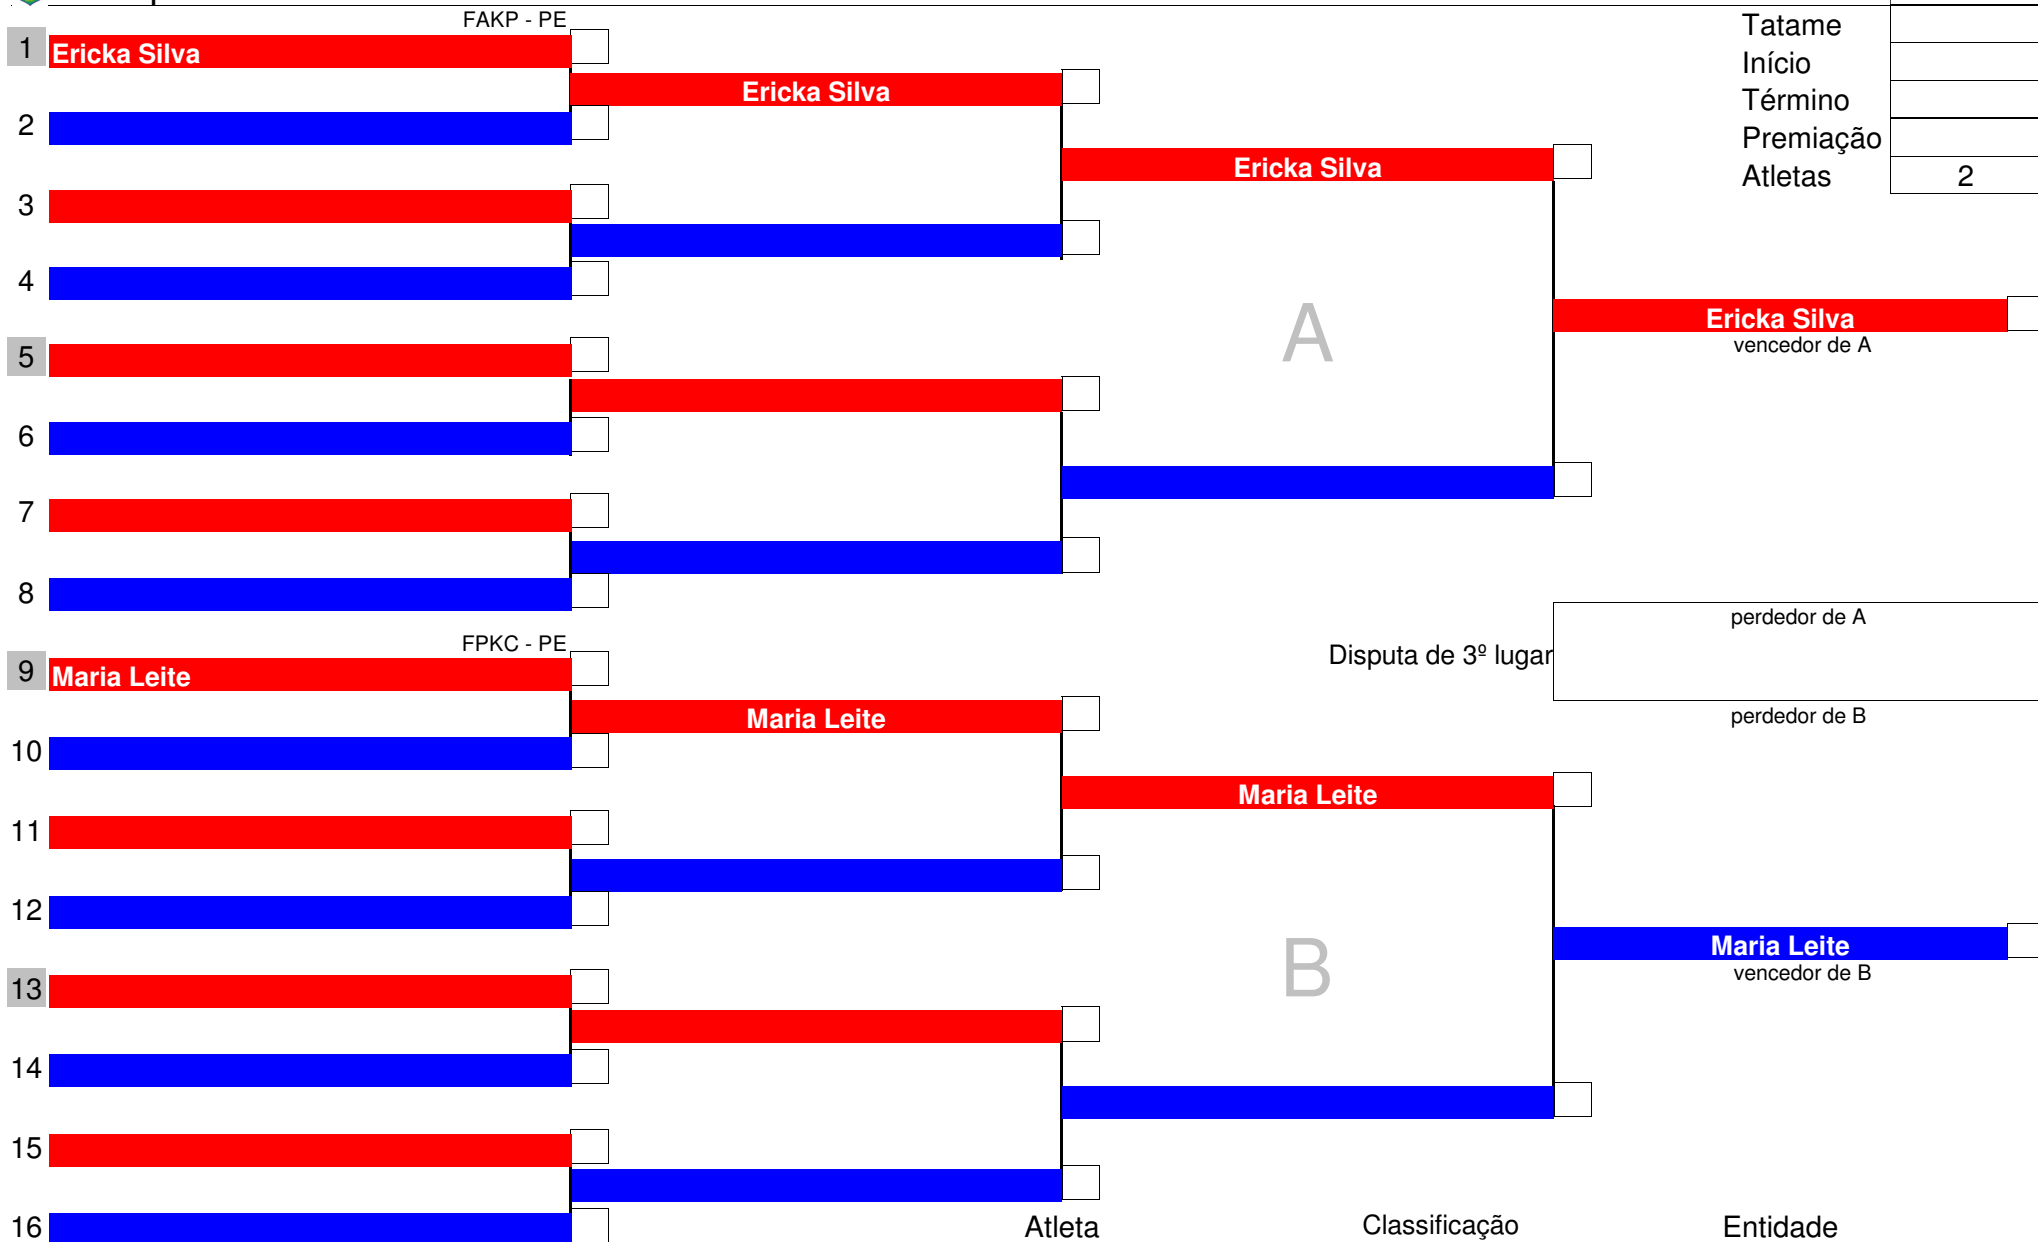 FAKP - PE
Tatame
1 Ericka Silva
Início
Ericka Silva
Término
2
Premiação
Ericka Silva
Atletas 2
3
4
Ericka Silva
A
vencedor de A
5
6
7
8
perdedor de A
FPKC - PE
Disputa de 3º lugar
9 Maria Leite
perdedor de B
Maria Leite
10
Maria Leite
11
12
B
Maria Leite
vencedor de B
13
14
15
16
Atleta Classificação Entidade